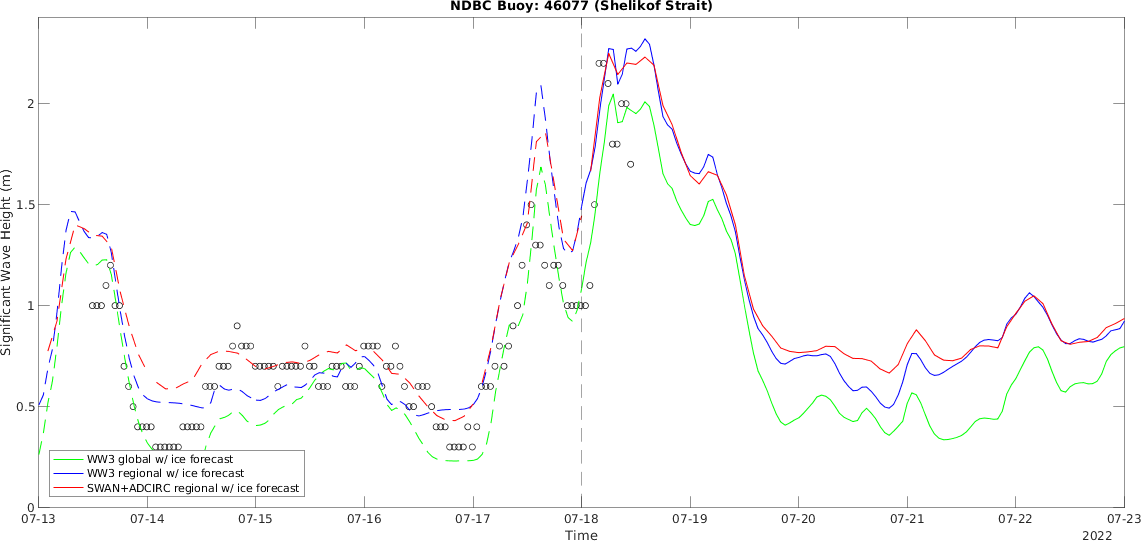 NDBC Buoy: 46077 (Shelikof Strait)
Significant Wave Height (m)
2
1.5
1
0.5
0
WW3 global w/ ice forecast
WW3 regional w/ ice forecast
SWAN+ADCIRC regional w/ ice forecast
07-13 07-14 07-15 07-16 07-17 07-18 07-19 07-20 07-21 07-22 07-23
Time
2022